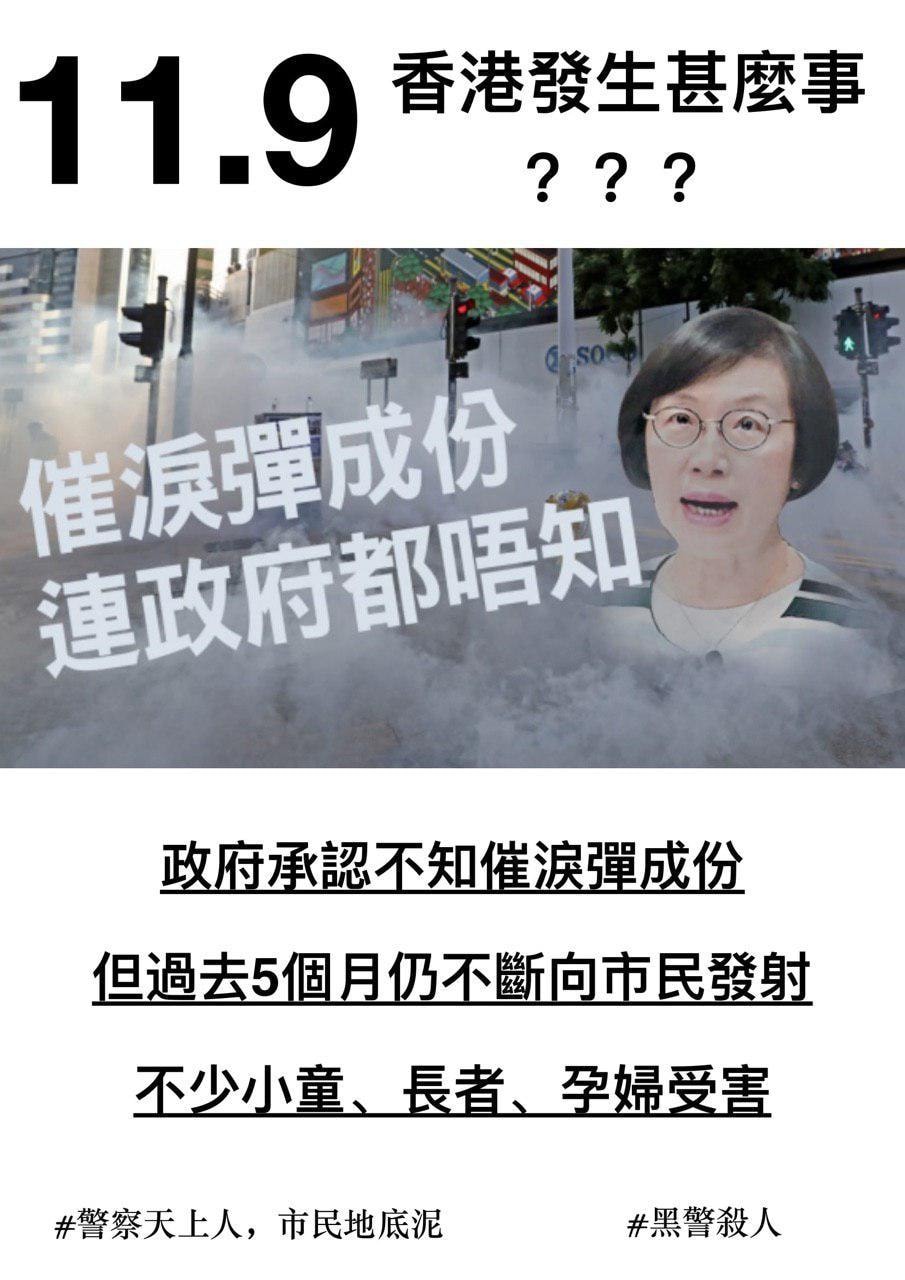 11.9
香港發生甚麼事
？？？
SOGO
催淚彈成份
連政府都唔知
政府承認不知催淚彈成份
但過去5個月仍不斷向市民發射
不少小童、長者、孕婦受害
#警察天上人，市民地底泥
#黑警殺人